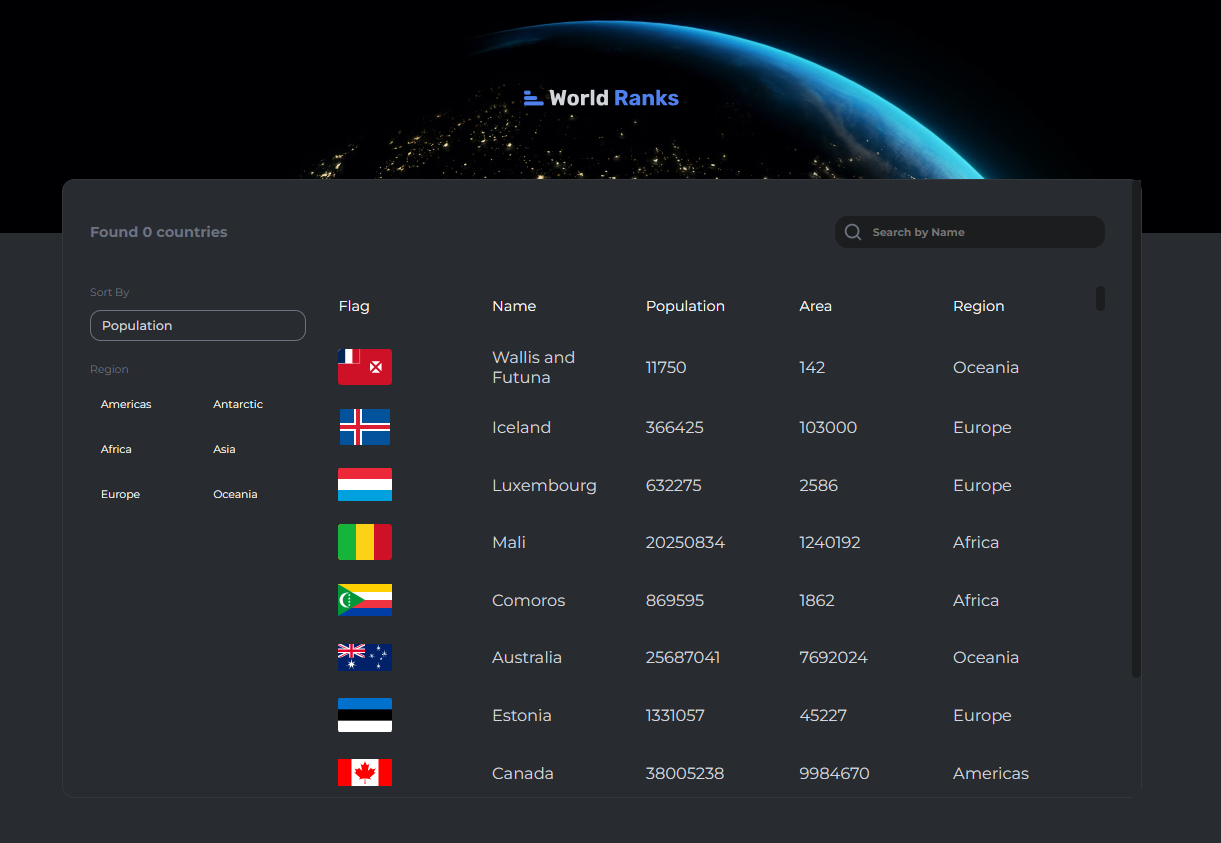 World Ranks
Found 0 countries
Search by Name
Sort By
Population
Region
Americas Antarctic
Africa Asia
Europe Oceania
Flag Name Population Area Region
Wallis and
Futuna 11750 142 Oceania
Iceland 366425 103000 Europe
Luxembourg 632275 2586 Europe
Mali 20250834 1240192 Africa
Comoros 869595 1862 Africa
Australia 25687041 7692024 Oceania
Estonia 1331057 45227 Europe
Canada 38005238 9984670 Americas